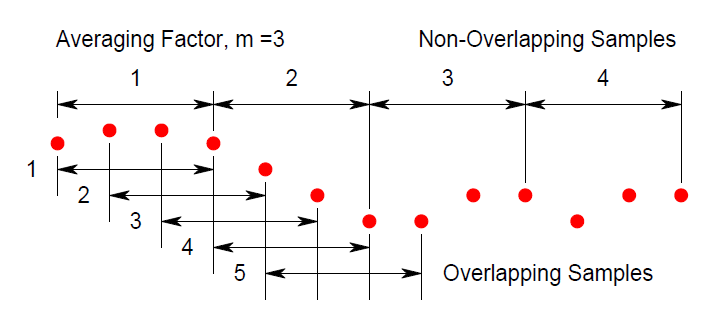 Averaging Factor, m =3 Non-Overlapping Samples
1 2 3 4
1
2
3
4
5 Overlapping Samples